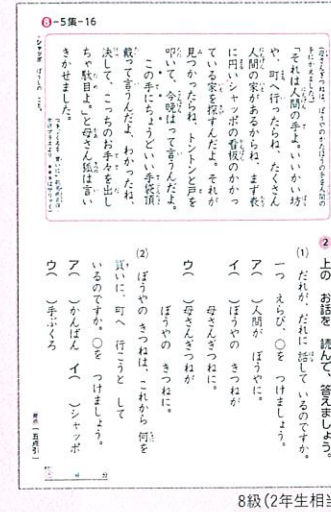 8-5集-16
2 上の お話を 読んで、答えましょう。
(1) だれが、だれに 話して いるのですか。
一つ えらび、○を つけましょう。
ア( )人間が ぼうやに。
イ( )ぼうやの きつねが
母さんぎつねに。
ウ( )母さんぎつねが
ぼうやの きつねに。
(2) ぼうやの きつねは、これから 何を
買いに、町へ 行こうと して
いるのですか。○を つけましょう。
ア( )かんばん イ( )シャッポ
ウ( )手ぶくろ
「それは人間の手よ。いいかい坊
や、町へ行ったらね、たくさん
人間の家があるからね、まず表
に円いシャッポの看板のかかっ
ている家を探すんだよ。それが
見つかったらね、トントンと戸を
叩いて、今晩はって言うんだよ。
この手にちょうどいい手袋頂
戴って言うんだよ、わかったね、
決して、こっちのお手々を出し
ちゃ駄目よ。」と母さん狐は言い
きかせました。
8級(2年生相当